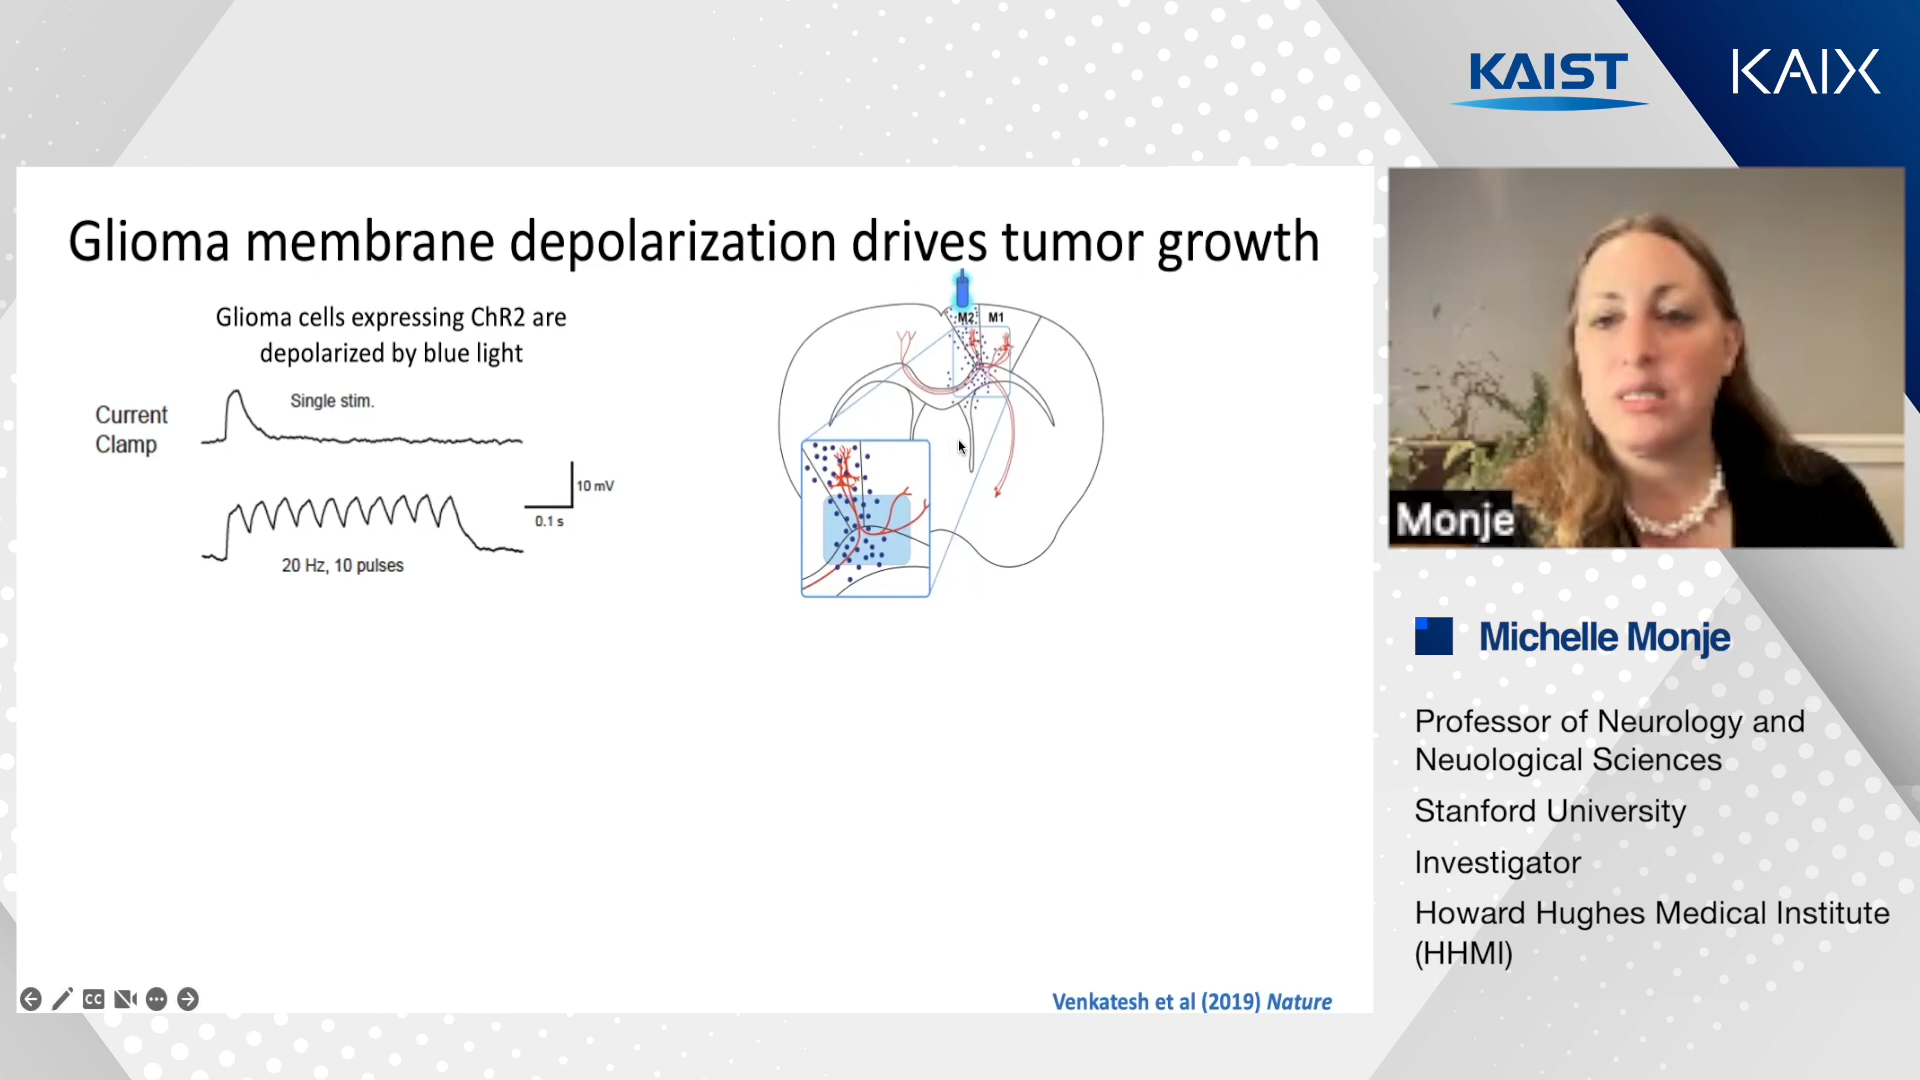 KAIST
KAIX
Glioma membrane depolarization drives tumor growth
Glioma cells expressing ChR2 are
depolarized by blue light
Current
Clamp
Single stim.
10 mV
0.1 s
20 Hz, 10 pulses
M2
M1
Venkatesh et al (2019) Nature
CC
Monje
Michelle Monje
Professor of Neurology and
Neuological Sciences
Stanford University
Investigator
Howard Hughes Medical Institute
(HHMI)